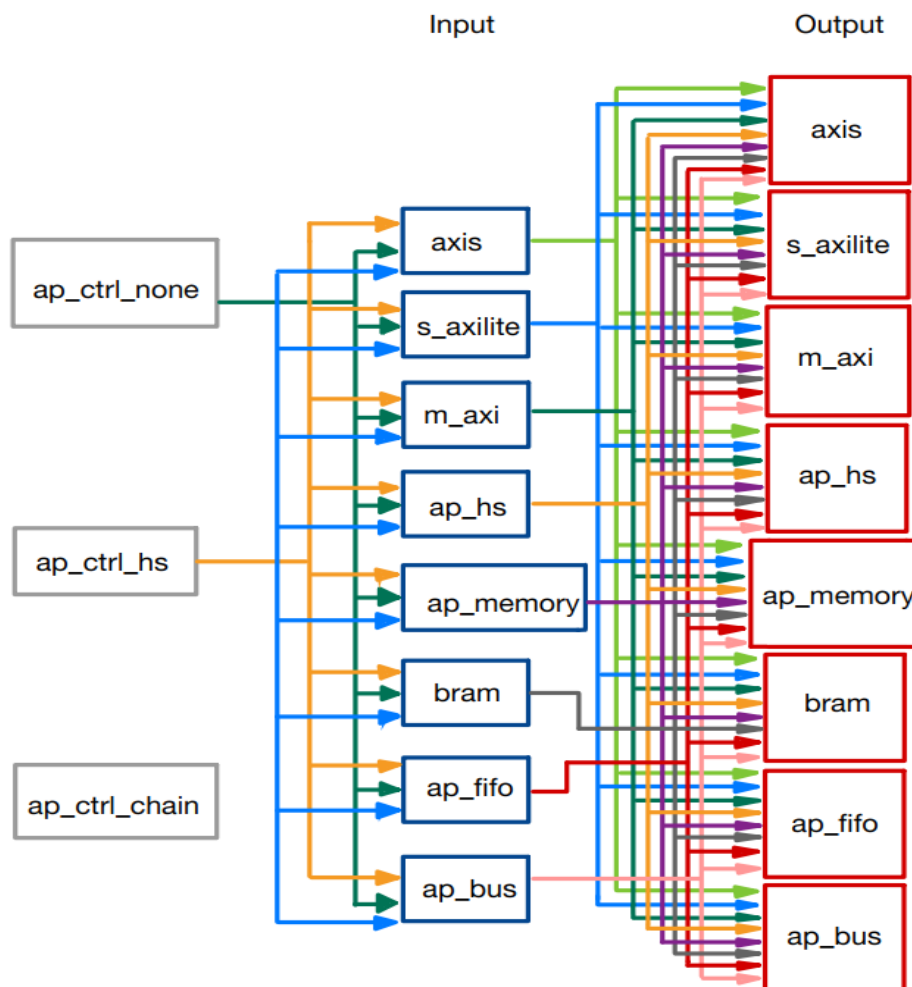 Input
Output
ap_ctrl_none
ap_ctrl_hs
ap_ctrl_chain
axis
s_axilite
m_axi
ap_hs
ap_memory
bram
ap_fifo
ap_bus
axis
s_axilite
m_axi
ap_hs
ap_memory
bram
ap_fifo
ap_bus